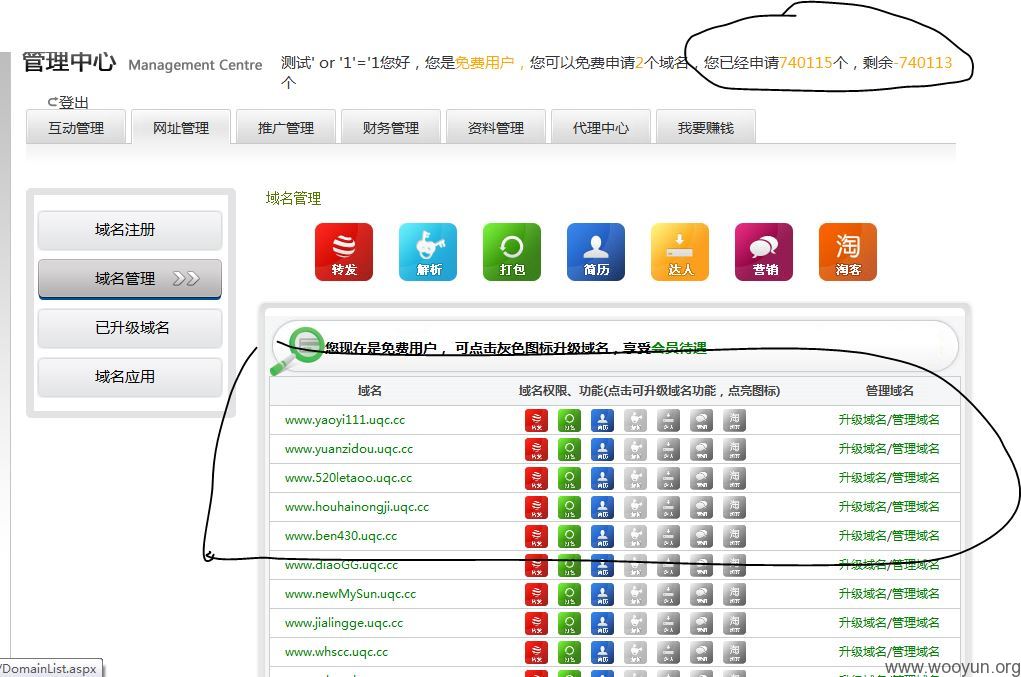 管理中心 Management Centre 测试' or '1'='1您好，您是免费用户，您可以免费申请2个域名，您已经申请740115个，剩余-740113
个
登出
互动管理 网址管理 推广管理 财务管理 资料管理 代理中心 我要赚钱
域名管理
域名注册
域名管理
已升级域名
域名应用
转发 解析 打包 简历 达人 营销 淘 淘客
您现在是免费用户，可点击灰色图标升级域名，享受会员待遇
域名 域名权限、功能(点击可升级域名功能，点亮图标) 管理域名
www.yaoyi111.uqc.cc 升级域名/管理域名
www.yuanzidou.uqc.cc 升级域名/管理域名
www.520letaoo.uqc.cc 升级域名/管理域名
www.houhainongji.uqc.cc 升级域名/管理域名
www.ben430.uqc.cc 升级域名/管理域名
www.diaoGG.uqc.cc 升级域名/管理域名
www.newMySun.uqc.cc 升级域名/管理域名
www.jialingge.uqc.cc 升级域名/管理域名
www.whscc.uqc.cc 升级域名/管理域名
/DomainList.aspx
www.wooyun.org